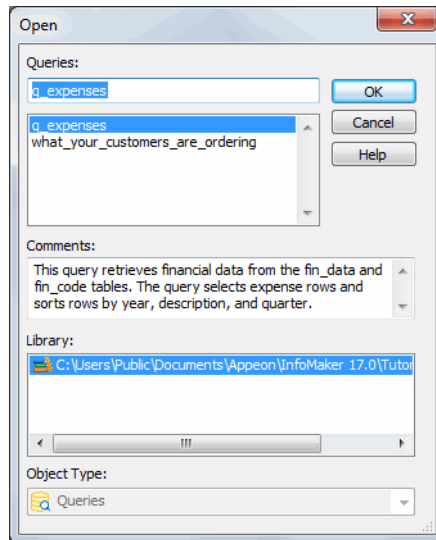 Open
Queries:
q_expenses
OK
q_expenses
what_your_customers_are_ordering
Cancel
Help
Comments:
This query retrieves financial data from the fin_data and
fin_code tables. The query selects expense rows and
sorts rows by year, description, and quarter.
Library:
C:\Users\Public\Documents\Appeon\InfoMaker 17.0\Tutor
Object Type:
Queries